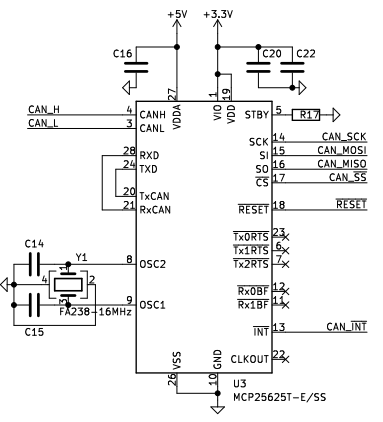 +5V
+3.3V
C16
C20
C22
27
VDDA
1
VIO
19
VDD
CAN_H
4
CANH
CAN_L
3
CANL
STBY
5
R17
28
RXD
24
TXD
20
TxCAN
21
RxCAN
SCK
14
CAN_SCK
SI
15
CAN_MOSI
SO
16
CAN_MISO
CS
17
CAN_SS
RESET
18
RESET
Tx0RTS
23
Tx1RTS
6
Tx2RTS
7
C14
Y1
8
OSC2
1
4
2
3
9
OSC1
FA238-16MHz
C15
Rx0BF
12
Rx1BF
11
INT
13
CAN_INT
CLKOUT
22
VSS
26
GND
10
U3
MCP25625T-E/SS